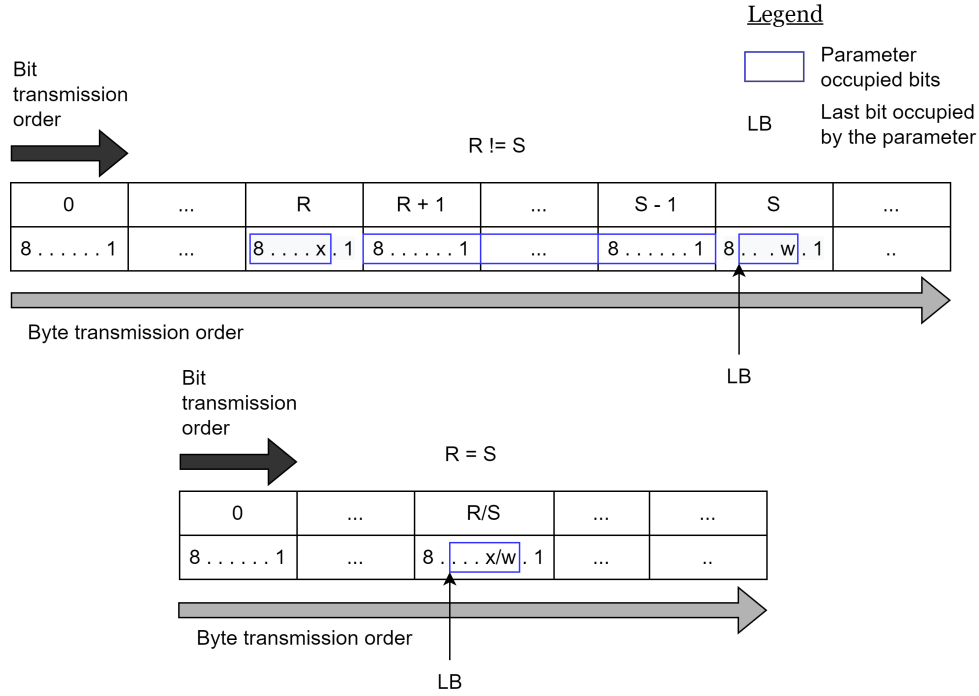 Legend
Parameter
occupied bits
LB
Last bit occupied
by the parameter
Bit
transmission
order
R != S
0 ... R R + 1 ... S - 1 S ...
8 . . . . . . 1 ... 8 . . . . x . 1 8 . . . . . . 1 ... 8 . . . . . . 1 8 . . . w . 1 ..
Byte transmission order
LB
Bit
transmission
order
R = S
0 ... R/S ... ...
8 . . . . . . 1 ... 8 . . . . x/w . 1 ... ..
Byte transmission order
LB